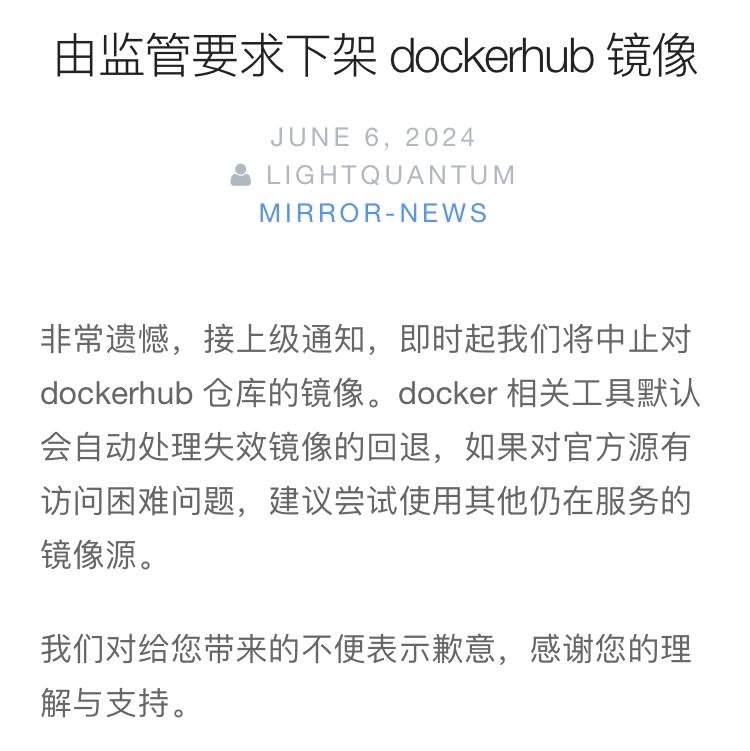 由监管要求下架 dockerhub 镜像
JUNE 6, 2024
LIGHTQUANTUM
MIRROR-NEWS
非常遗憾，接上级通知，即时起我们将中止对
dockerhub 仓库的镜像。docker 相关工具默认
会自动处理失效镜像的回退，如果对官方源有
访问困难问题，建议尝试使用其他仍在服务的
镜像源。
我们对给您带来的不便表示歉意，感谢您的理
解与支持。